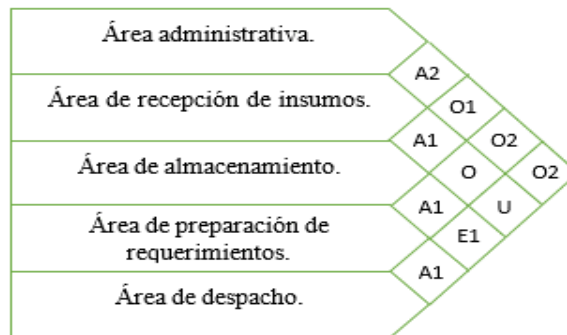 Área administrativa.
A2
Área de recepción de insumos.
O1
A1
O2
Área de almacenamiento.
O
O2
A1
U
Área de preparación de
requerimientos.
E1
A1
Área de despacho.